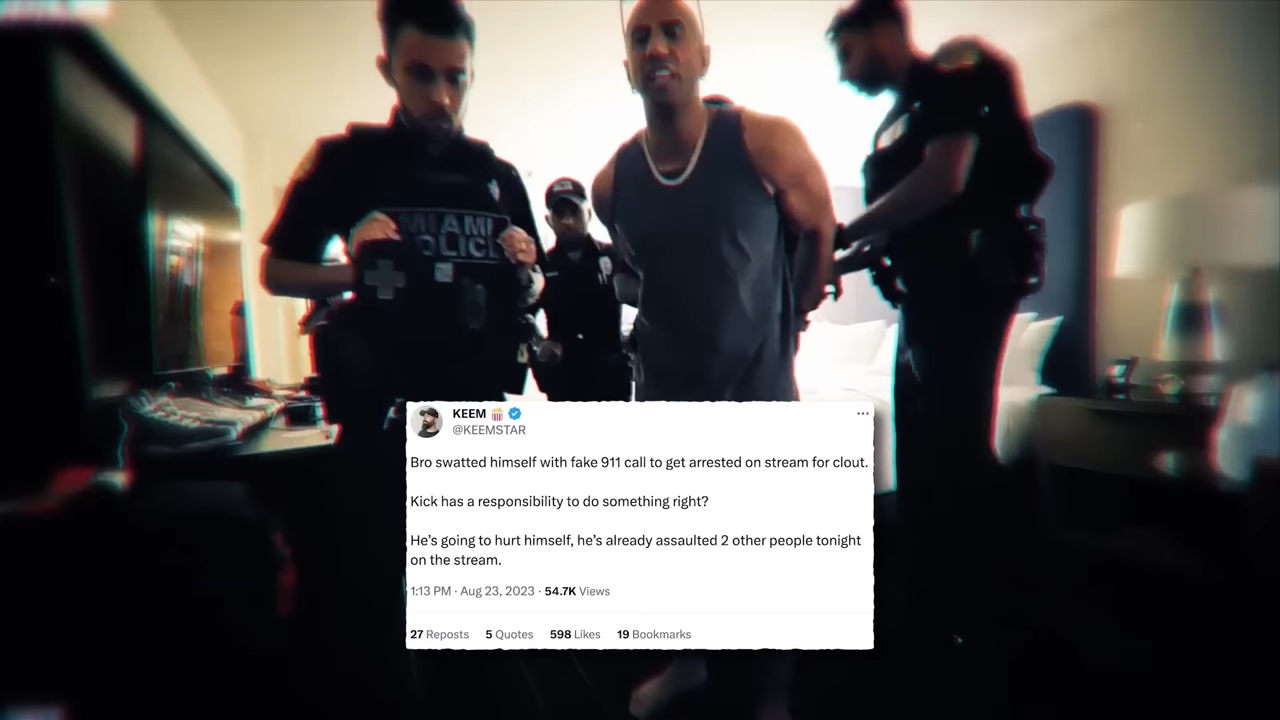 MIAMI
POLICE
KEEM 🍿
@KEEMSTAR
Bro swatted himself with fake 911 call to get arrested on stream for clout.
Kick has a responsibility to do something right?
He’s going to hurt himself, he’s already assaulted 2 other people tonight
on the stream.
1:13 PM · Aug 23, 2023 · 54.7K Views
27 Reposts 5 Quotes 598 Likes 19 Bookmarks